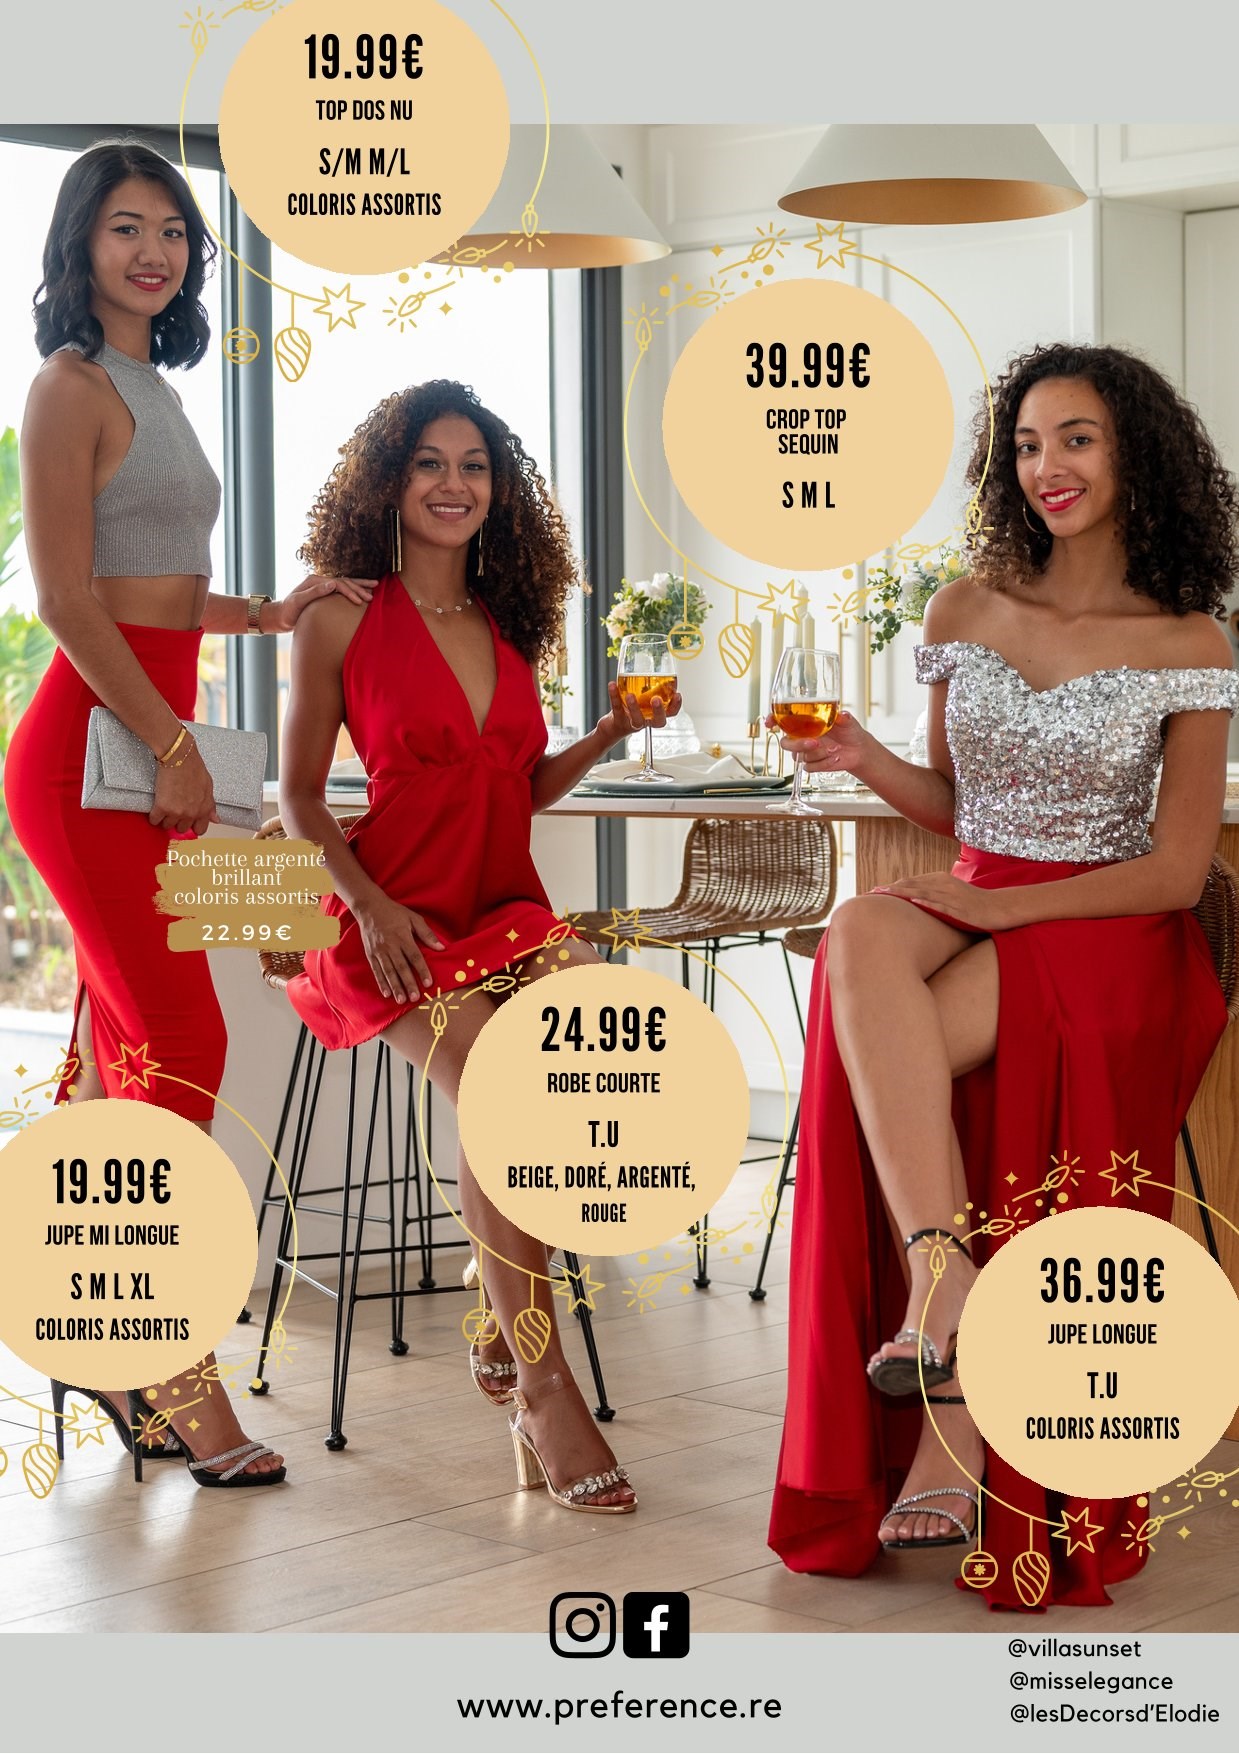 19.99€
TOP DOS NU
S/M M/L
COLORIS ASSORTIS
39.99€
CROP TOP
SEQUIN
S M L
Pochette argenté
brillant
coloris assortis
22.99€
24.99€
ROBE COURTE
T.U
BEIGE, DORÉ, ARGENTÉ,
ROUGE
19.99€
JUPE MI LONGUE
S M L XL
COLORIS ASSORTIS
36.99€
JUPE LONGUE
T.U
COLORIS ASSORTIS
www.preference.re
@villasunset
@misselegance
@lesDecorsd'Elodie